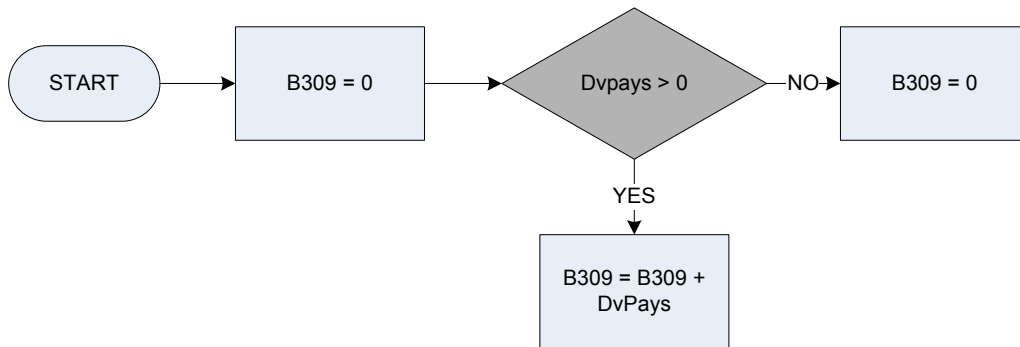 START
B309 = 0
Dvpays > 0
NO
B309 = 0
YES
B309 = B309 +
DvPays